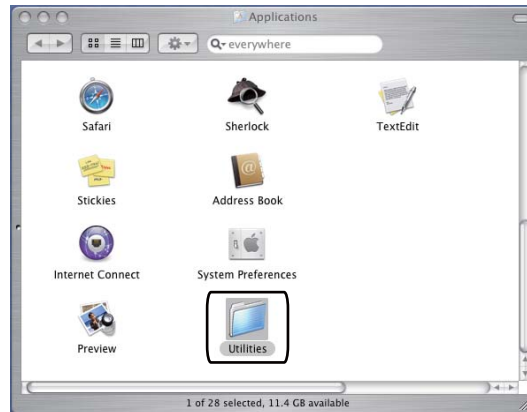 Applications
everywhere
Safari
Sherlock
TextEdit
Stickies
Address Book
@
Internet Connect
System Preferences
Preview
Utilities
1 of 28 selected, 11.4 GB available